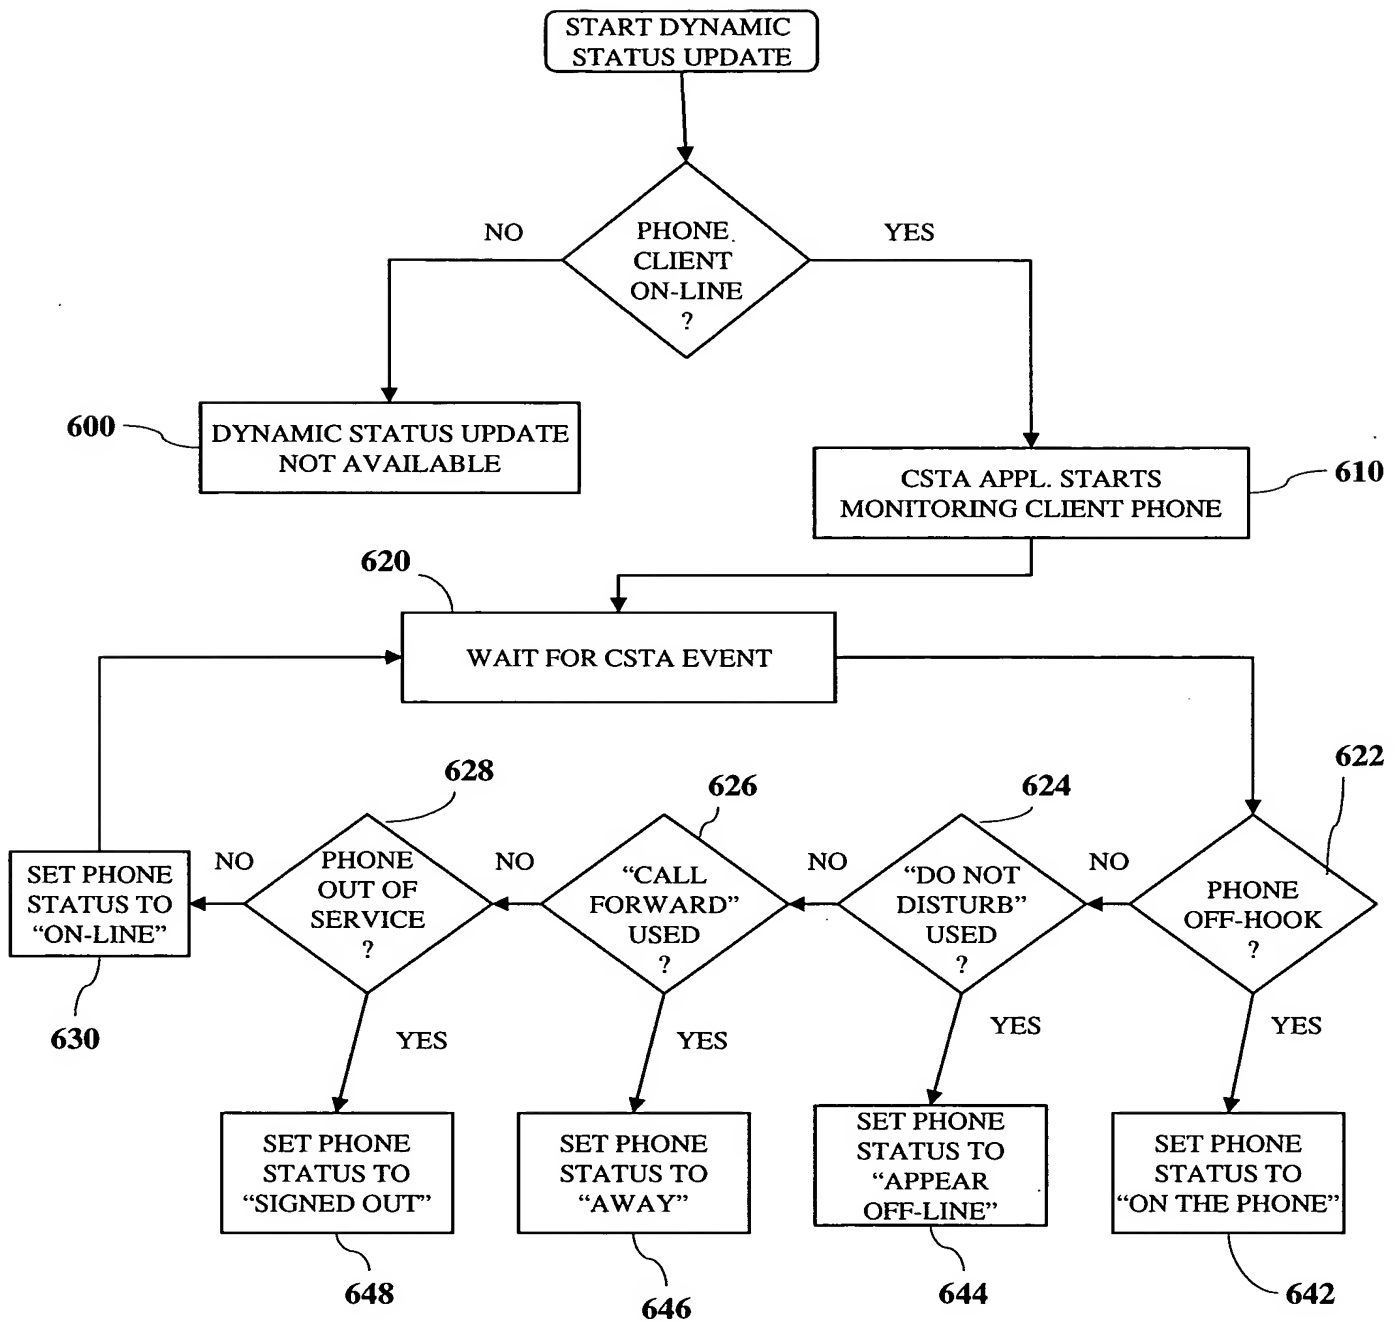 START DYNAMIC
STATUS UPDATE
NO
YES
PHONE
CLIENT
ON-LINE
?
600
DYNAMIC STATUS UPDATE
NOT AVAILABLE
CSTA APPL. STARTS
MONITORING CLIENT PHONE
610
620
WAIT FOR CSTA EVENT
628
626
624
622
SET PHONE
STATUS TO
“ON-LINE”
630
NO
PHONE
OUT OF
SERVICE
?
NO
“CALL
FORWARD”
USED
?
NO
“DO NOT
DISTURB”
USED
?
NO
PHONE
OFF-HOOK
?
YES
YES
YES
YES
SET PHONE
STATUS TO
“SIGNED OUT”
SET PHONE
STATUS TO
“AWAY”
SET PHONE
STATUS TO
“APPEAR
OFF-LINE”
SET PHONE
STATUS TO
“ON THE PHONE”
648
646
644
642